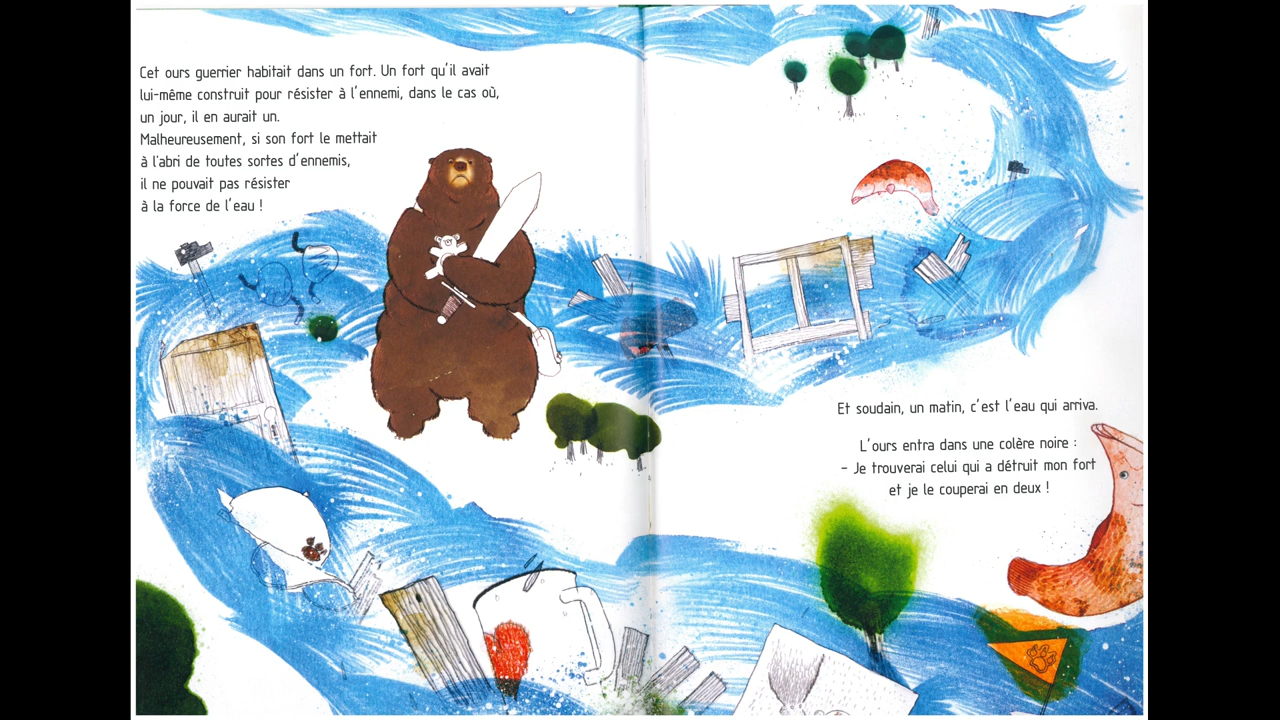 Cet ours guerrier habitait dans un fort. Un fort qu'il avait
lui-même construit pour résister à l'ennemi, dans le cas où,
un jour, il en aurait un.
Malheureusement, si son fort le mettait
à l'abri de toutes sortes d'ennemis,
il ne pouvait pas résister
à la force de l'eau !
Et soudain, un matin, c'est l'eau qui arriva.
L'ours entra dans une colère noire :
- Je trouverai celui qui a détruit mon fort
et je le couperai en deux !